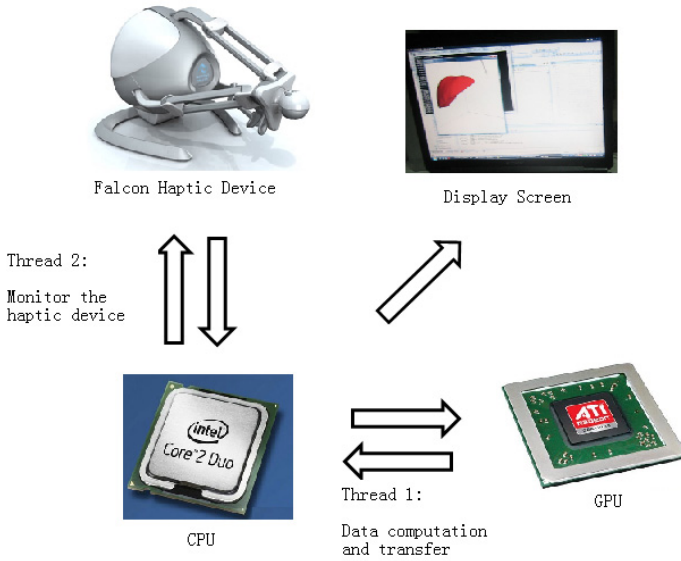 Falcon Haptic Device
Display Screen
Thread 2:
Monitor the
haptic device
intel
Core 2 Duo
ATI
RADEON
GPU
Thread 1:
CPU
Data computation
and transfer